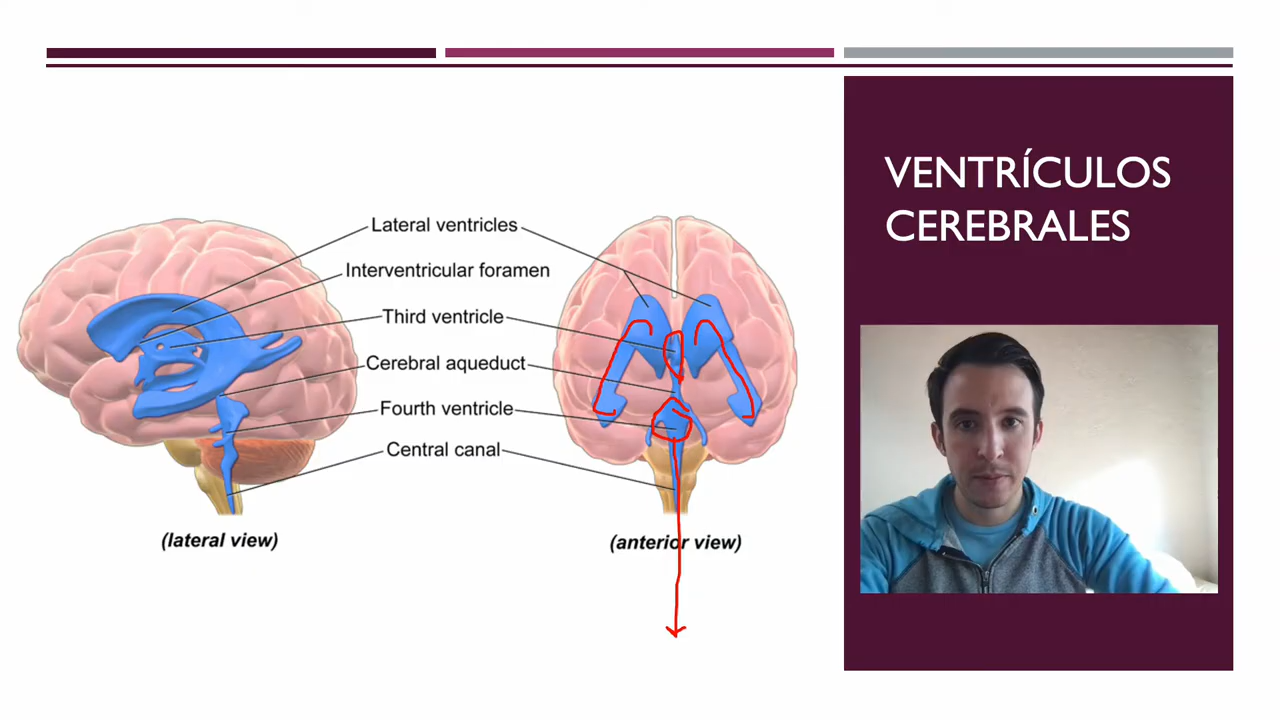 VENTRÍCULOS
CEREBRALES
Lateral ventricles
Interventricular foramen
Third ventricle
Cerebral aqueduct
Fourth ventricle
Central canal
(lateral view)
(anterior view)